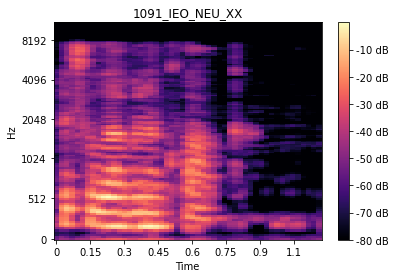 1091_IEO_NEU_XX
8192
4096
2048
1024
512
0
Hz
0 0.15 0.3 0.45 0.6 0.75 0.9 1.1
Time
-10 dB
-20 dB
-30 dB
-40 dB
-50 dB
-60 dB
-70 dB
-80 dB